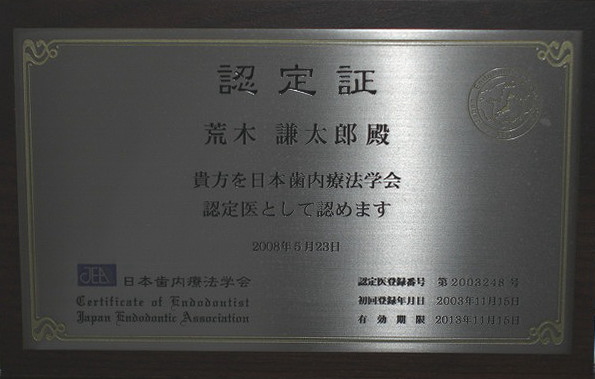 認定証
荒木 謙太郎 殿
貴方を日本歯内療法学会
認定医として認めます
2008年5月23日
JEA 日本歯内療法学会
Certificate of Endodontist
Japan Endodontic Association
認定医登録番号 第2003248号
初回登録年月日 2003年11月15日
有効期限 2013年11月15日